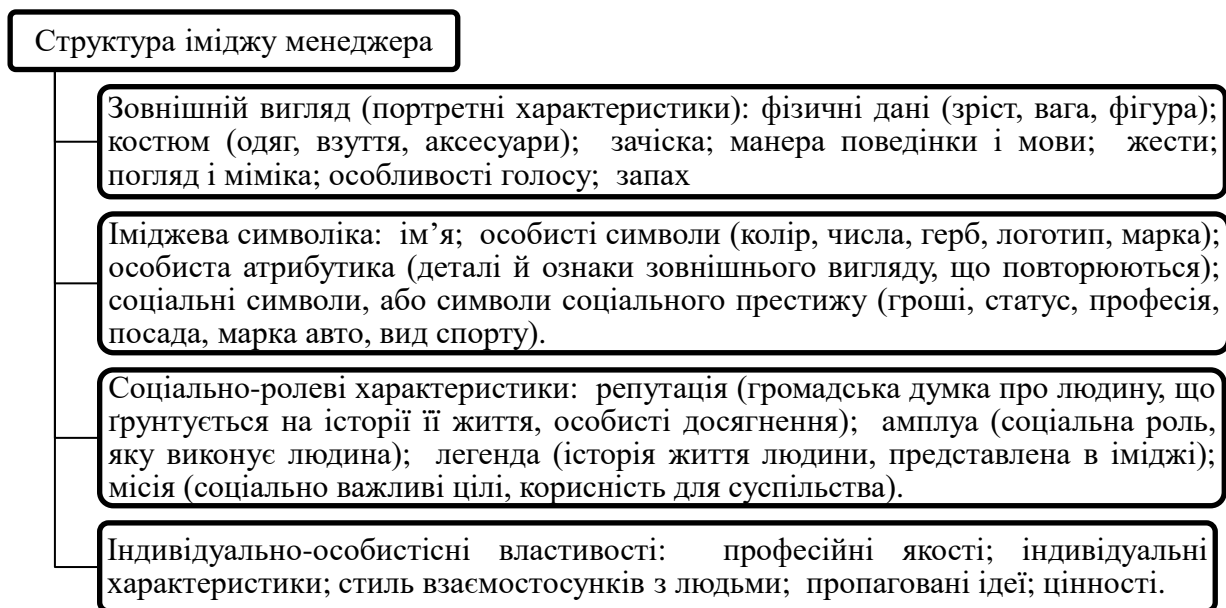 Структура іміджу менеджера
Зовнішній вигляд (портретні характеристики): фізичні дані (зріст, вага, фігура);
костюм (одяг, взуття, аксесуари); зачіска; манера поведінки і мови; жести;
погляд і міміка; особливості голосу; запах
Іміджева символіка: ім’я; особисті символи (колір, числа, герб, логотип, марка);
особиста атрибутика (деталі й ознаки зовнішнього вигляду, що повторюються);
соціальні символи, або символи соціального престижу (гроші, статус, професія,
посада, марка авто, вид спорту).
Соціально-ролеві характеристики: репутація (громадська думка про людину, що
ґрунтується на історії її життя, особисті досягнення); амплуа (соціальна роль,
яку виконує людина); легенда (історія життя людини, представлена в іміджі);
місія (соціально важливі цілі, корисність для суспільства).
Індивідуально-особистісні властивості: професійні якості; індивідуальні
характеристики; стиль взаємостосунків з людьми; пропаговані ідеї; цінності.